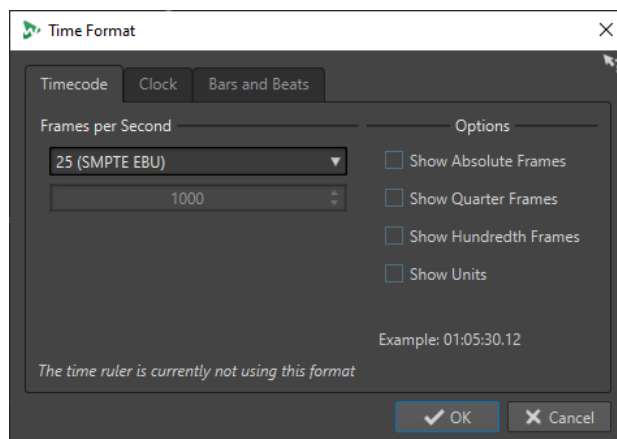 Time Format
Timecode Clock Bars and Beats
Frames per Second
25 (SMPTE EBU)
1000
Options
Show Absolute Frames
Show Quarter Frames
Show Hundredth Frames
Show Units
Example: 01:05:30.12
The time ruler is currently not using this format
OK Cancel